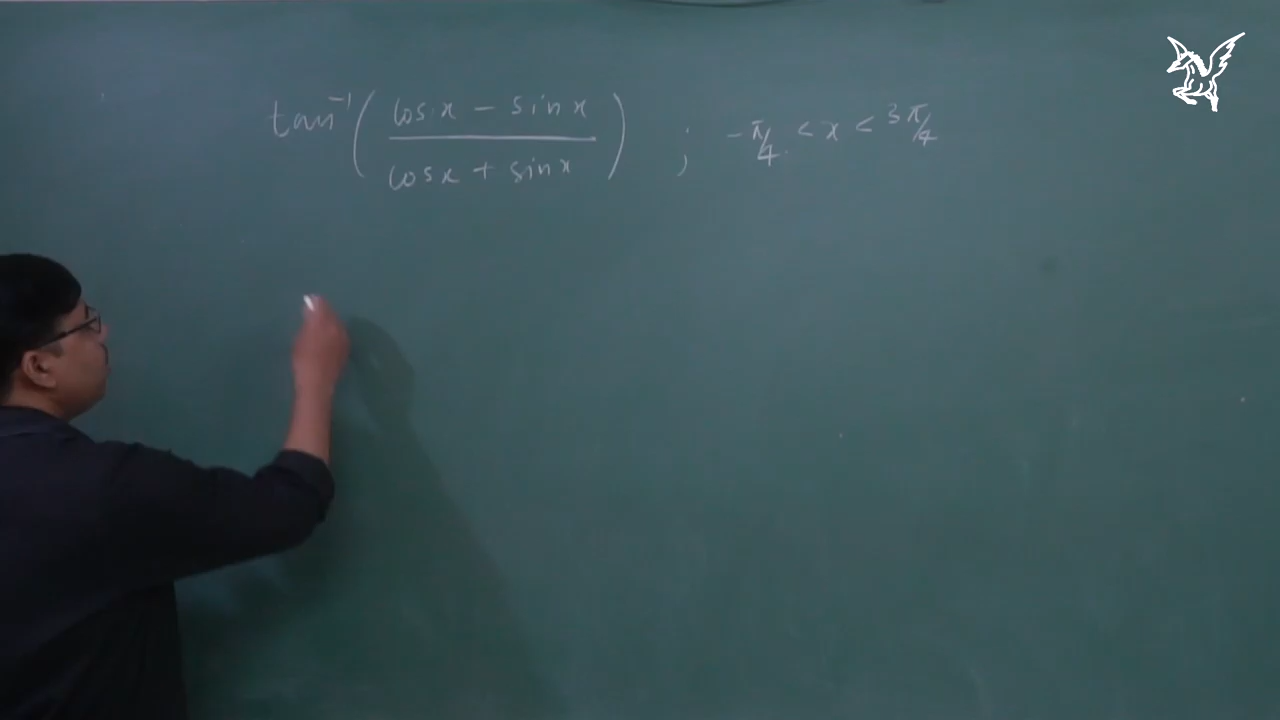 tan⁻¹( (cos x − sin x) / (cos x + sin x) ) ; −π/4 < x < 3π/4